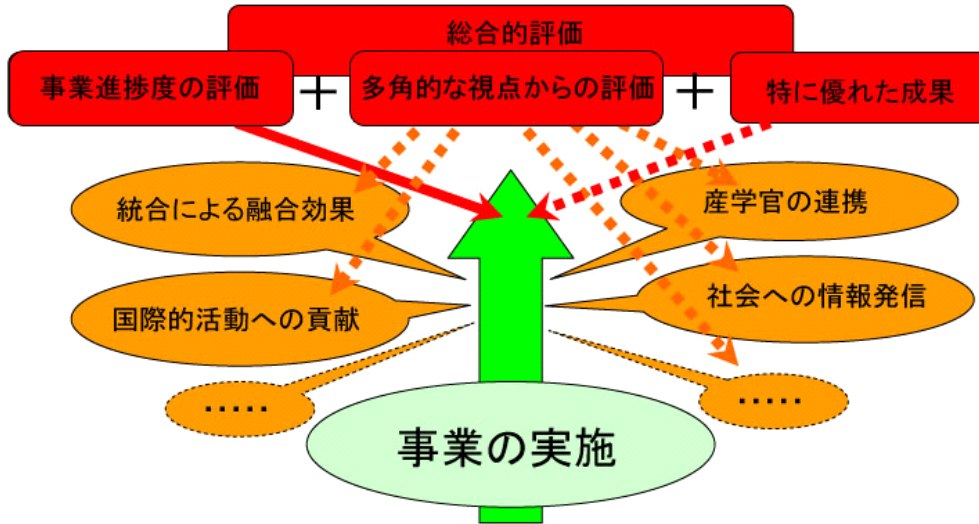 総合的評価
事業進捗度の評価
+
多角的な視点からの評価
+
特に優れた成果
統合による融合効果
産学官の連携
国際的活動への貢献
社会への情報発信
・・・・・
・・・・・
事業の実施